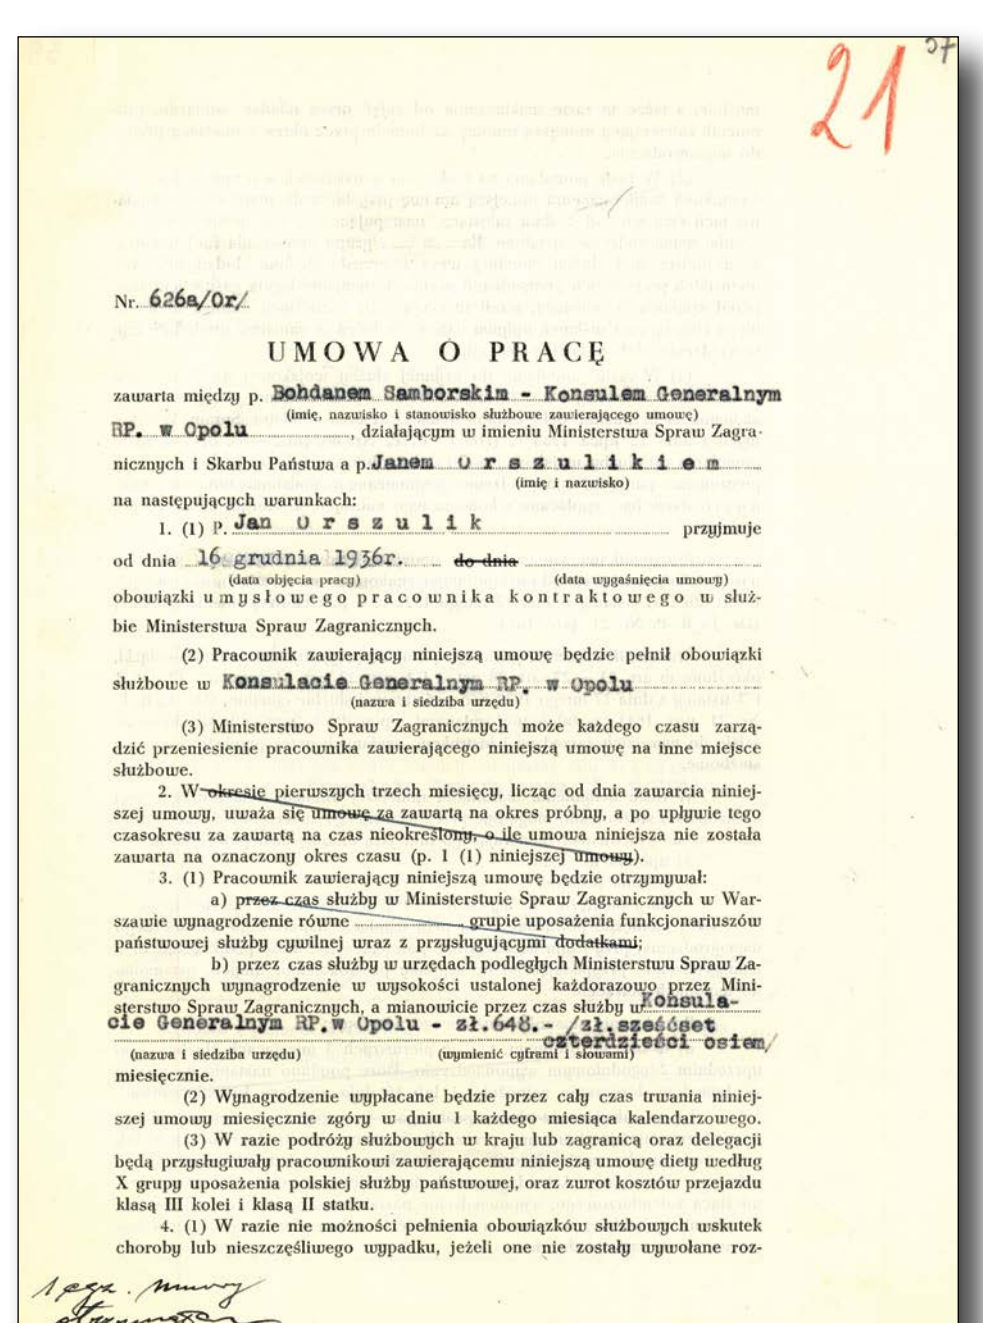 21
37
Nr. 626a/Or/
UMOWA O PRACĘ
zawarta między p. Bohdanem Samborskim - Konsulem Generalnym
(imię, nazwisko i stanowisko służbowe zawierającego umowę)
RP. w Opolu, działającym w imieniu Ministerstwa Spraw Zagra-
nicznych i Skarbu Państwa a p. Janem Orszulikiem
(imię i nazwisko)
na następujących warunkach:
1. (1) P. Jan Orszulik przyjmuje
od dnia 16 grudnia 1936r. do dnia
(data objęcia pracy) (data wygaśnięcia umowy)
obowiązki umysłowego pracownika kontraktowego w służ-
bie Ministerstwa Spraw Zagranicznych.
(2) Pracownik zawierający niniejszą umowę będzie pełnił obowiązki
służbowe w Konsulacie Generalnym RP. w Opolu
(nazwa i siedziba urzędu)
(3) Ministerstwo Spraw Zagranicznych może każdego czasu zarzą-
dzić przeniesienie pracownika zawierającego niniejszą umowę na inne miejsce
służbowe.
2. W okresie pierwszych trzech miesięcy, licząc od dnia zawarcia niniej-
szej umowy, uważa się umowę za zawartą na okres próbny, a po upływie tego
czasokresu za zawartą na czas nieokreślony, o ile umowa niniejsza nie została
zawarta na oznaczony okres czasu (p. 1 (1) niniejszej umowy).
3. (1) Pracownik zawierający niniejszą umowę będzie otrzymywał:
a) przez czas służby w Ministerstwie Spraw Zagranicznych w War-
szawie wynagrodzenie równe grupie uposażenia funkcjonariuszów
państwowej służby cywilnej wraz z przysługującymi dodatkami;
b) przez czas służby w urzędach podległych Ministerstwu Spraw Za-
granicznych wynagrodzenie w wysokości ustalonej każdorazowo przez Mini-
sterstwo Spraw Zagranicznych, a mianowicie przez czas służby w Konsula-
cie Generalnym RP.w Opolu - zł.648.- /zł.sześćset
czterdzieści osiem/
(nazwa i siedziba urzędu) (wymienić cyframi i słowami)
miesięcznie.
(2) Wynagrodzenie wypłacane będzie przez cały czas trwania niniej-
szej umowy miesięcznie zgóry w dniu 1 każdego miesiąca kalendarzowego.
(3) W razie podróży służbowych w kraju lub zagranicą oraz delegacji
będą przysługiwały pracownikowi zawierającemu niniejszą umowę diety według
X grupy uposażenia polskiej służby państwowej, oraz zwrot kosztów przejazdu
klasą III kolei i klasą II statku.
4. (1) W razie nie możności pełnienia obowiązków służbowych wskutek
choroby lub nieszczęśliwego wypadku, jeżeli one nie zostały wywołane roz-
1 egz. umowy
otrzymałem